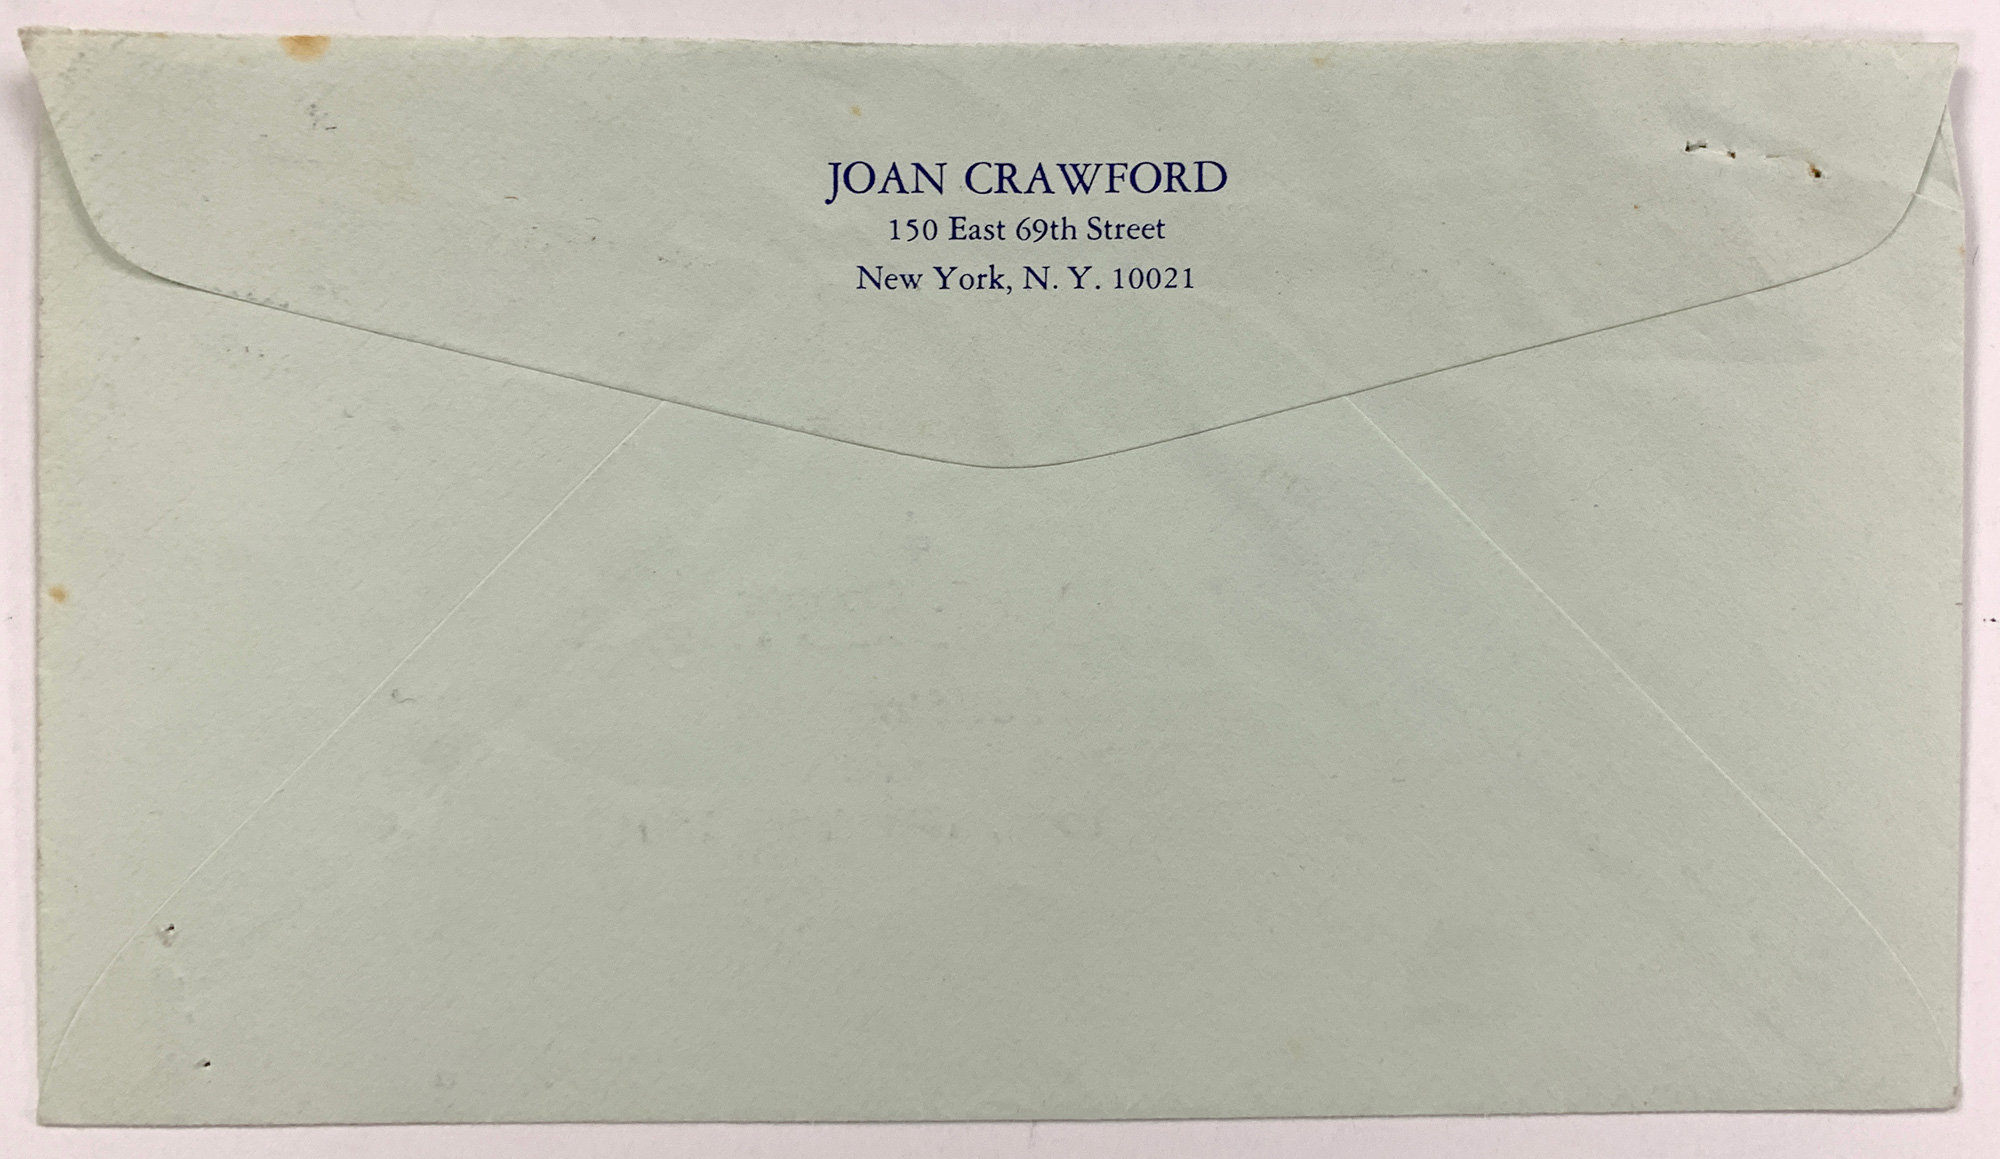 JOAN CRAWFORD
150 East 69th Street
New York, N. Y. 10021